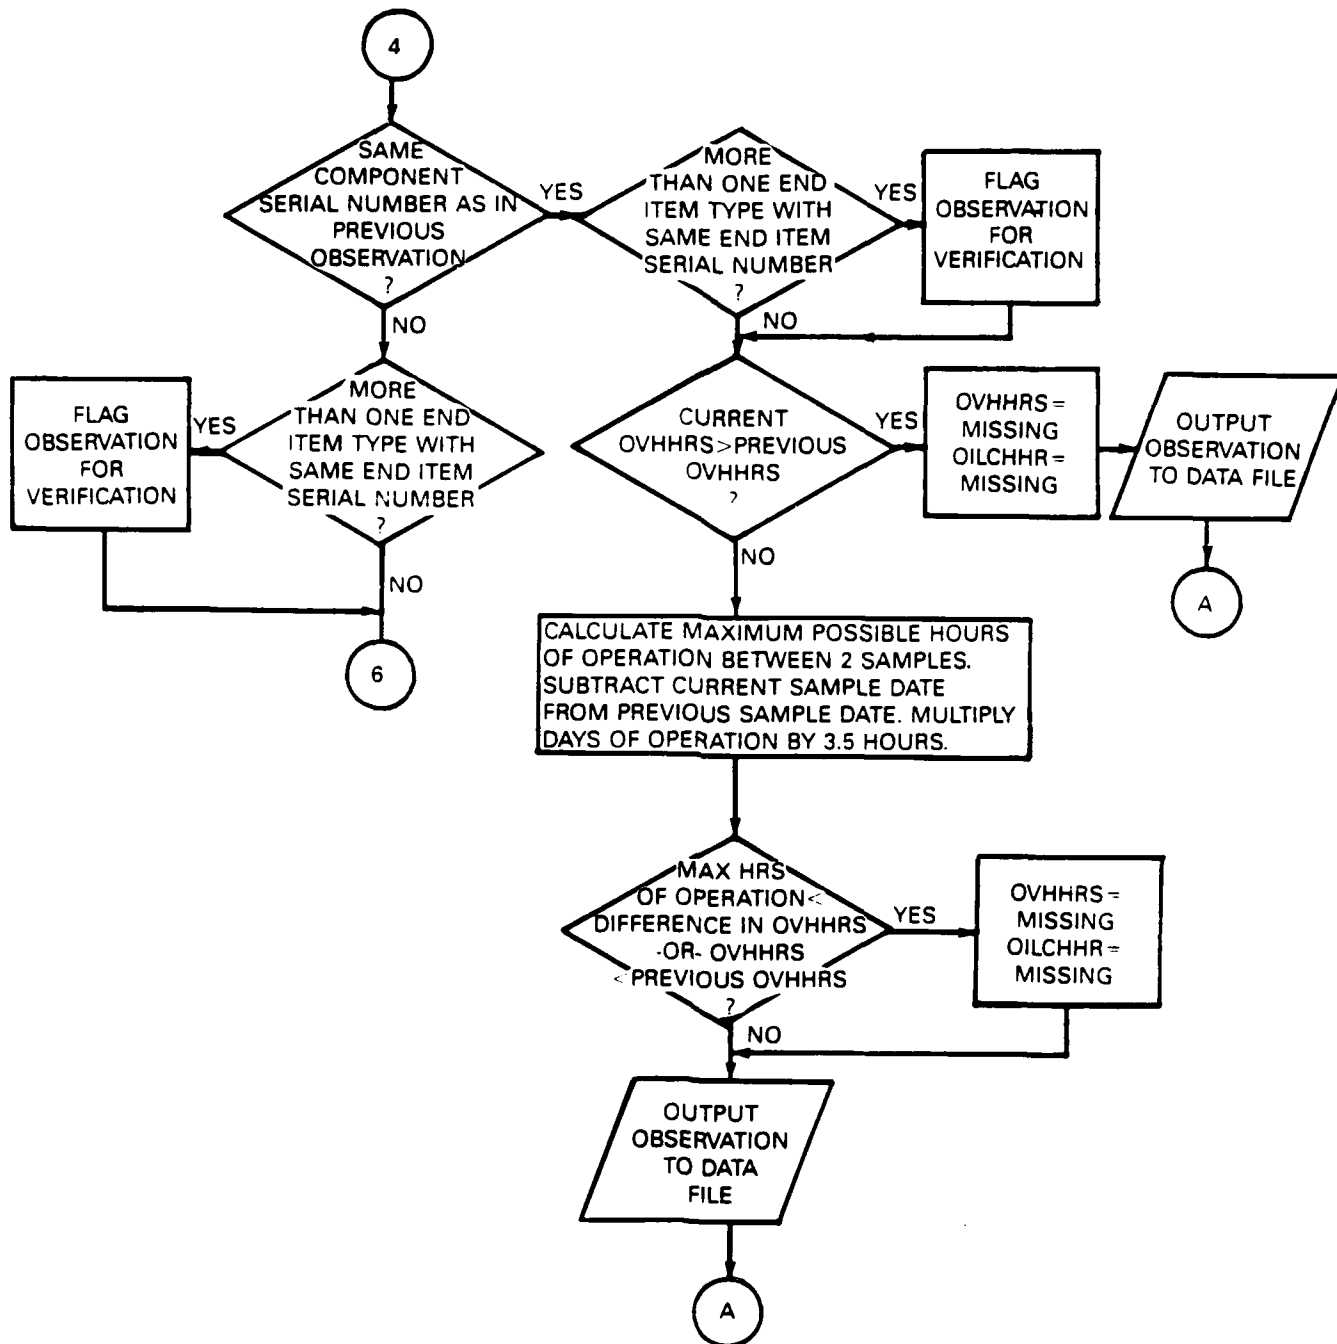 4
SAME
COMPONENT
SERIAL NUMBER AS IN
PREVIOUS
OBSERVATION
?
YES
NO
MORE
THAN ONE END
ITEM TYPE WITH
SAME END ITEM
SERIAL NUMBER
?
YES
NO
FLAG
OBSERVATION
FOR
VERIFICATION
MORE
THAN ONE END
ITEM TYPE WITH
SAME END ITEM
SERIAL NUMBER
?
YES
NO
FLAG
OBSERVATION
FOR
VERIFICATION
6
CURRENT
OVHHRS>PREVIOUS
OVHHRS
?
YES
NO
OVHHRS=
MISSING
OILCHHR=
MISSING
OUTPUT
OBSERVATION
TO DATA FILE
A
CALCULATE MAXIMUM POSSIBLE HOURS
OF OPERATION BETWEEN 2 SAMPLES.
SUBTRACT CURRENT SAMPLE DATE
FROM PREVIOUS SAMPLE DATE. MULTIPLY
DAYS OF OPERATION BY 3.5 HOURS.
MAX HRS
OF OPERATION<
DIFFERENCE IN OVHHRS
-OR- OVHHRS
<PREVIOUS OVHHRS
?
YES
NO
OVHHRS=
MISSING
OILCHHR=
MISSING
OUTPUT
OBSERVATION
TO DATA
FILE
A